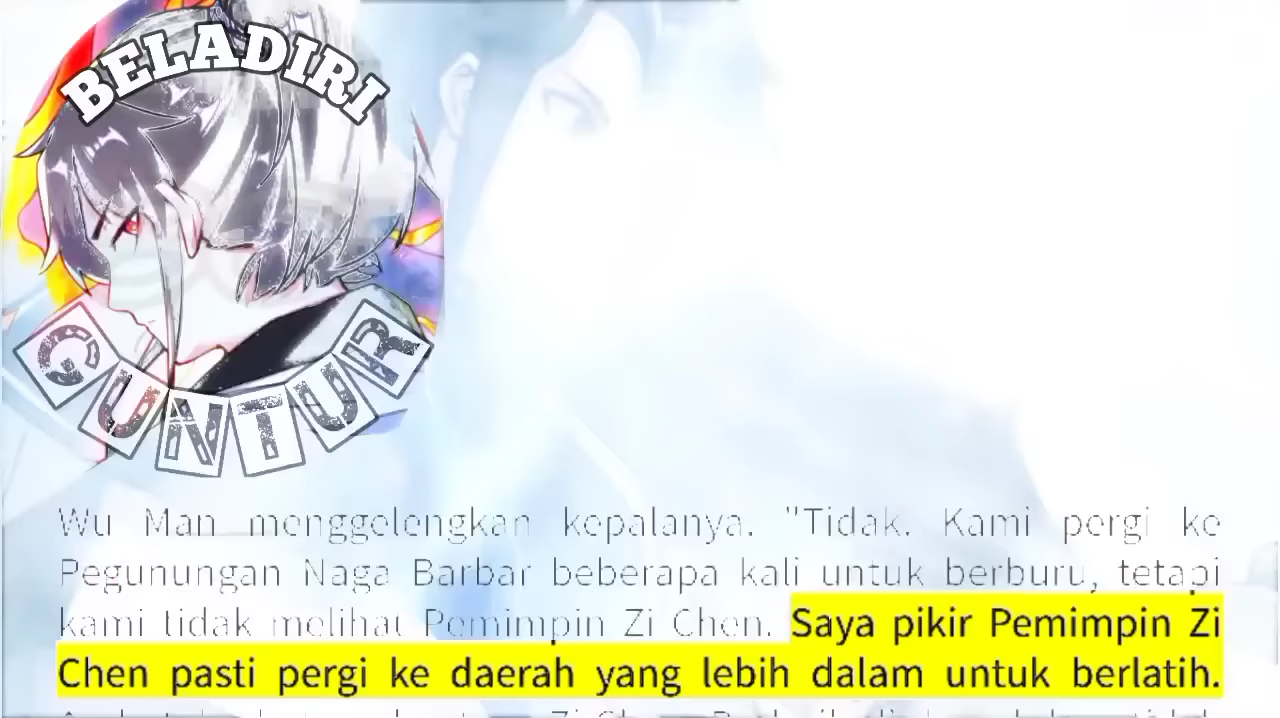 BELADIRI
GUNTUR
Wu Man menggelengkan kepalanya. "Tidak. Kami pergi ke
Pegunungan Naga Barbar beberapa kali untuk berburu, tetapi
kami tidak melihat Pemimpin Zi Chen. Saya pikir Pemimpin Zi
Chen pasti pergi ke daerah yang lebih dalam untuk berlatih.